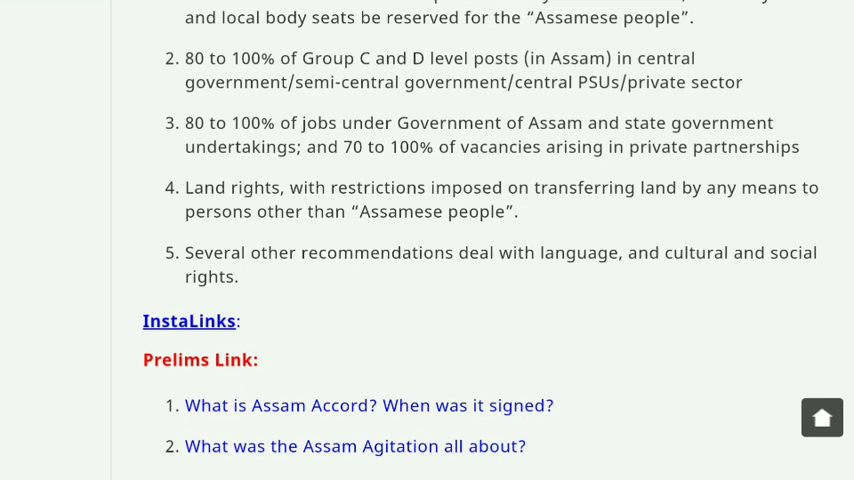 and local body seats be reserved for the “Assamese people”.
2. 80 to 100% of Group C and D level posts (in Assam) in central
government/semi-central government/central PSUs/private sector
3. 80 to 100% of jobs under Government of Assam and state government
undertakings; and 70 to 100% of vacancies arising in private partnerships
4. Land rights, with restrictions imposed on transferring land by any means to
persons other than “Assamese people”.
5. Several other recommendations deal with language, and cultural and social
rights.
InstaLinks:
Prelims Link:
1. What is Assam Accord? When was it signed?
2. What was the Assam Agitation all about?